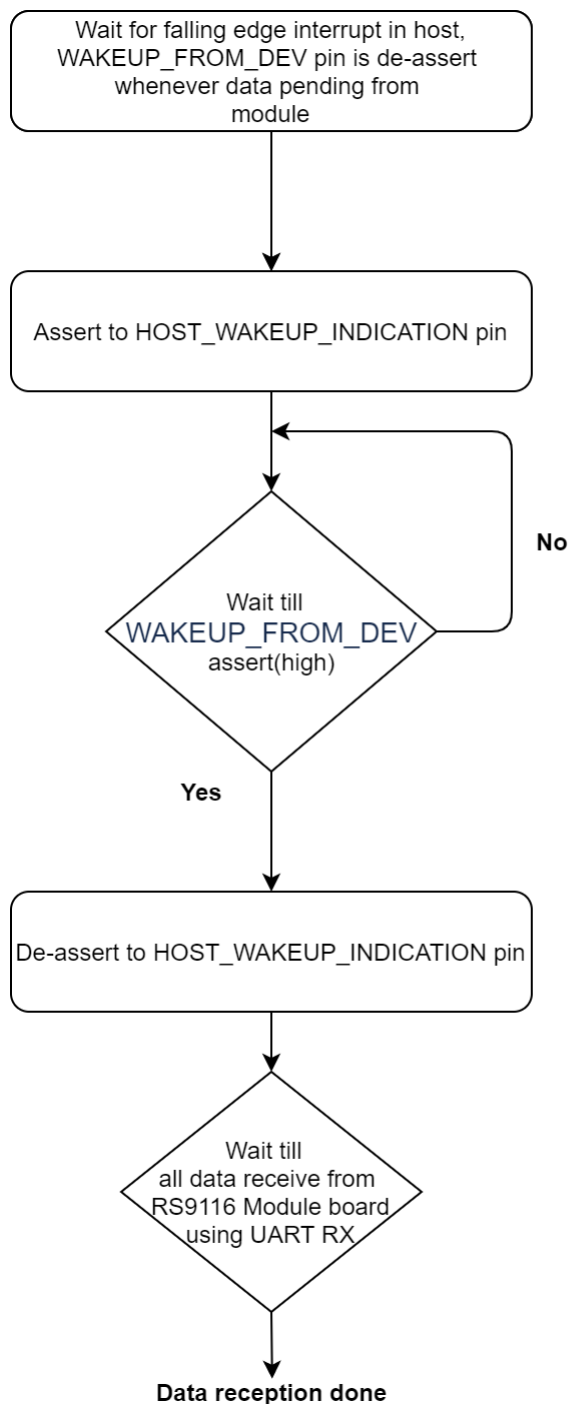 Wait for falling edge interrupt in host,
WAKEUP_FROM_DEV pin is de-assert
whenever data pending from
module
Assert to HOST_WAKEUP_INDICATION pin
No
Wait till
WAKEUP_FROM_DEV
assert(high)
Yes
De-assert to HOST_WAKEUP_INDICATION pin
Wait till
all data receive from
RS9116 Module board
using UART RX
Data reception done